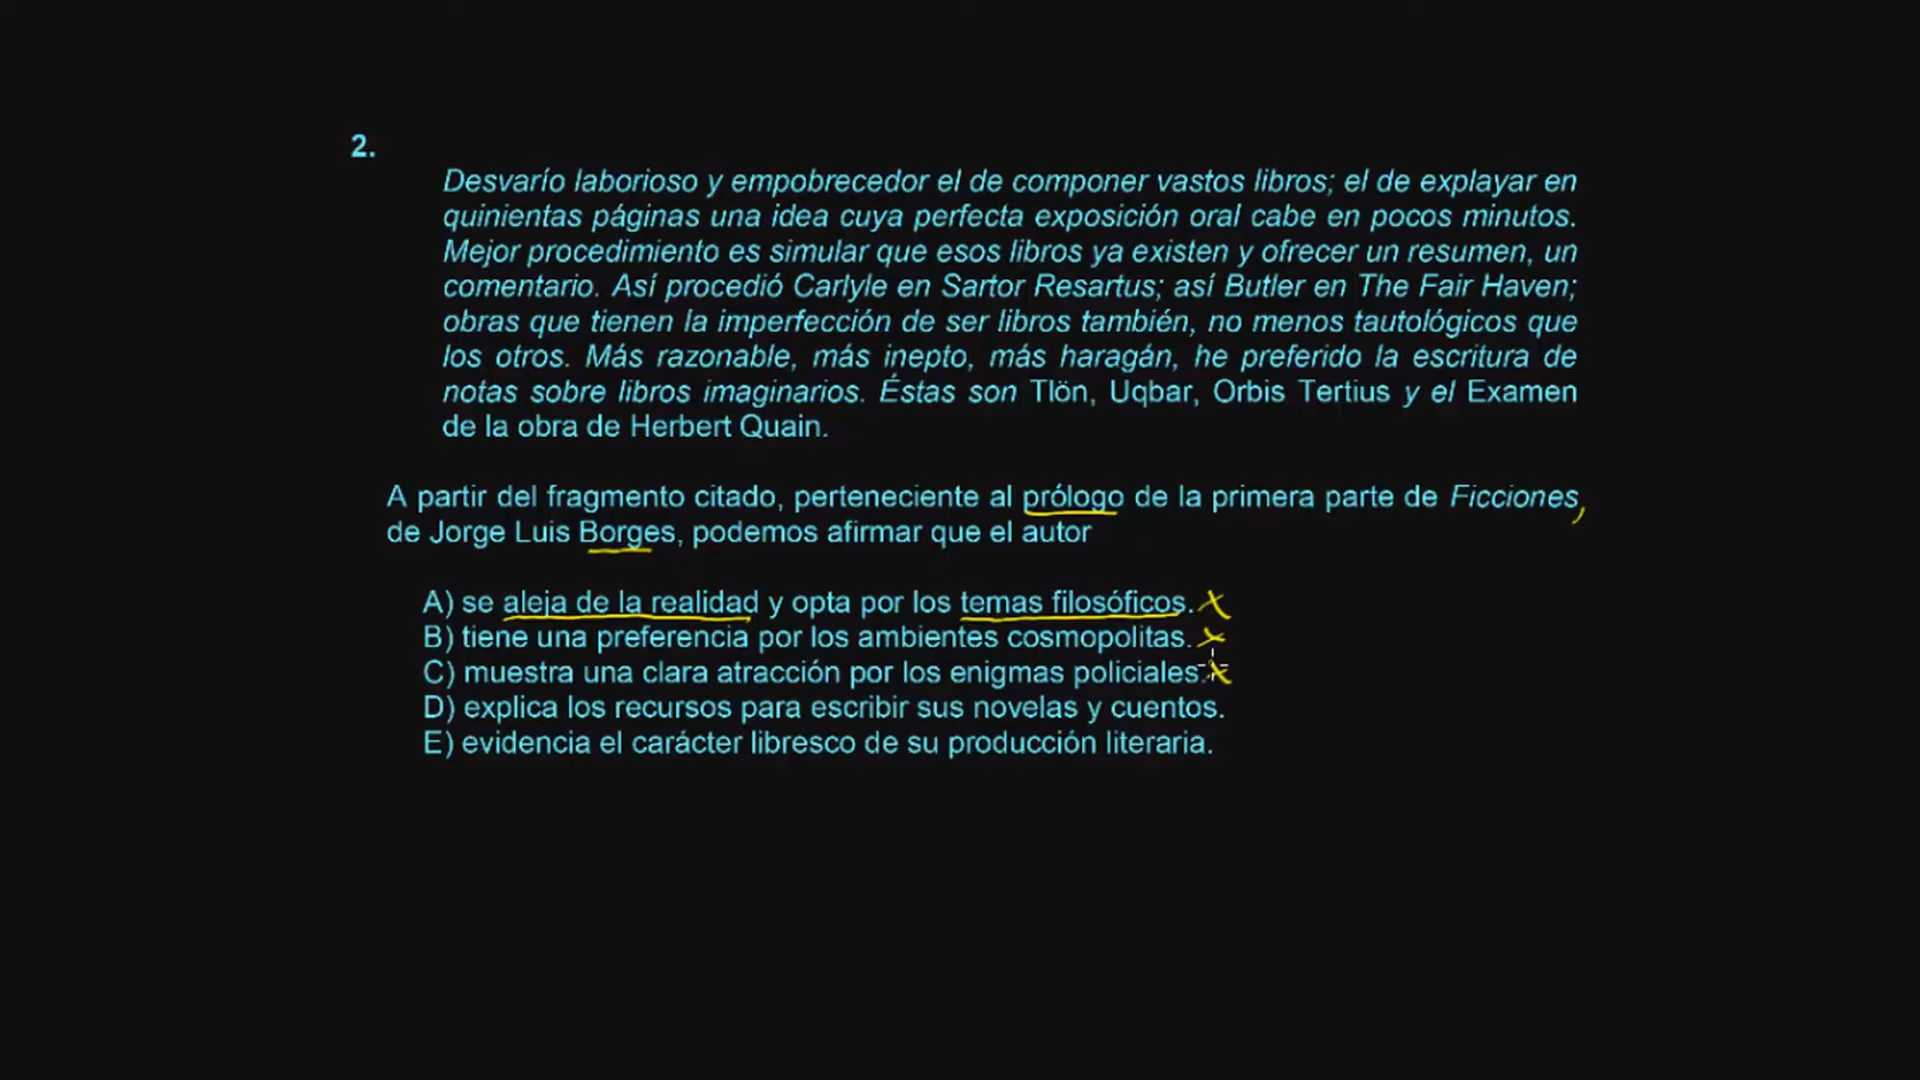 2.
Desvarío laborioso y empobrecedor el de componer vastos libros; el de explayar en
quinientas páginas una idea cuya perfecta exposición oral cabe en pocos minutos.
Mejor procedimiento es simular que esos libros ya existen y ofrecer un resumen, un
comentario. Así procedió Carlyle en Sartor Resartus; así Butler en The Fair Haven;
obras que tienen la imperfección de ser libros también, no menos tautológicos que
los otros. Más razonable, más inepto, más haragán, he preferido la escritura de
notas sobre libros imaginarios. Éstas son Tlön, Uqbar, Orbis Tertius y el Examen
de la obra de Herbert Quain.
A partir del fragmento citado, perteneciente al prólogo de la primera parte de Ficciones,
de Jorge Luis Borges, podemos afirmar que el autor
A) se aleja de la realidad y opta por los temas filosóficos.
B) tiene una preferencia por los ambientes cosmopolitas.
C) muestra una clara atracción por los enigmas policiales.
D) explica los recursos para escribir sus novelas y cuentos.
E) evidencia el carácter libresco de su producción literaria.